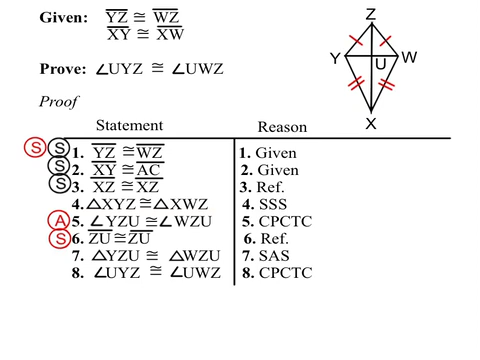 Given: YZ ≅ WZ
XY ≅ XW
Prove: ∠UYZ ≅ ∠UWZ
Proof
Z
Y
U
W
X
Statement Reason
S S 1. YZ ≅ WZ 1. Given
S 2. XY ≅ AC 2. Given
S 3. XZ ≅ XZ 3. Ref.
4. △XYZ ≅ △XWZ 4. SSS
A 5. ∠YZU ≅ ∠WZU 5. CPCTC
S 6. ZU ≅ ZU 6. Ref.
7. △YZU ≅ △WZU 7. SAS
8. ∠UYZ ≅ ∠UWZ 8. CPCTC